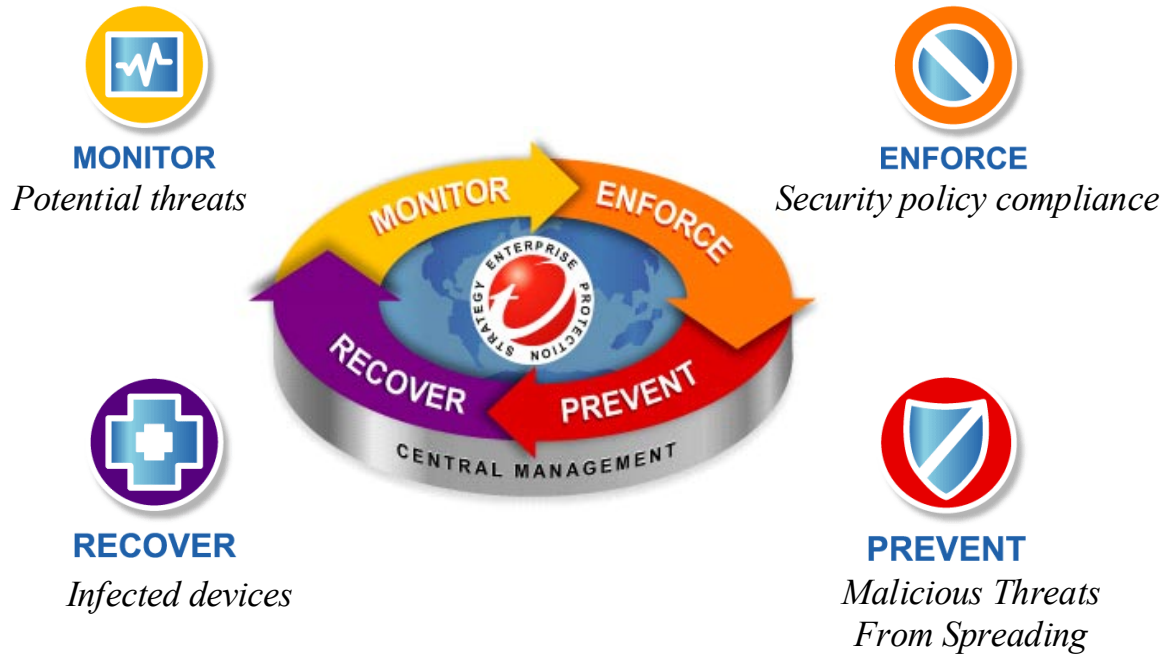 MONITOR
Potential threats
ENFORCE
Security policy compliance
MONITOR
ENFORCE
ENTERPRISE PROTECTION STRATEGY
RECOVER
PREVENT
CENTRAL MANAGEMENT
RECOVER
Infected devices
PREVENT
Malicious Threats
From Spreading